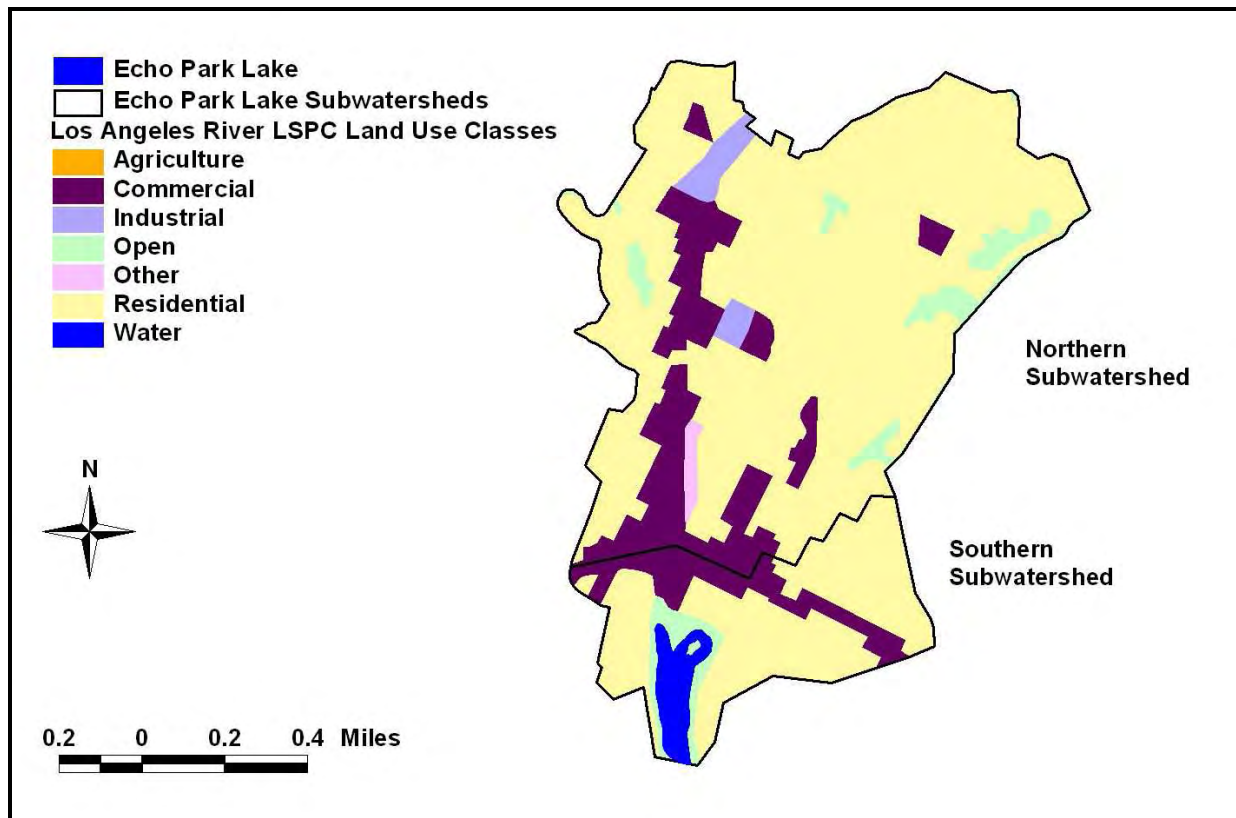 Echo Park Lake
Echo Park Lake Subwatersheds
Los Angeles River LSPC Land Use Classes
Agriculture
Commercial
Industrial
Open
Other
Residential
Water
Northern
Subwatershed
N
Southern
Subwatershed
0.2 0 0.2 0.4 Miles